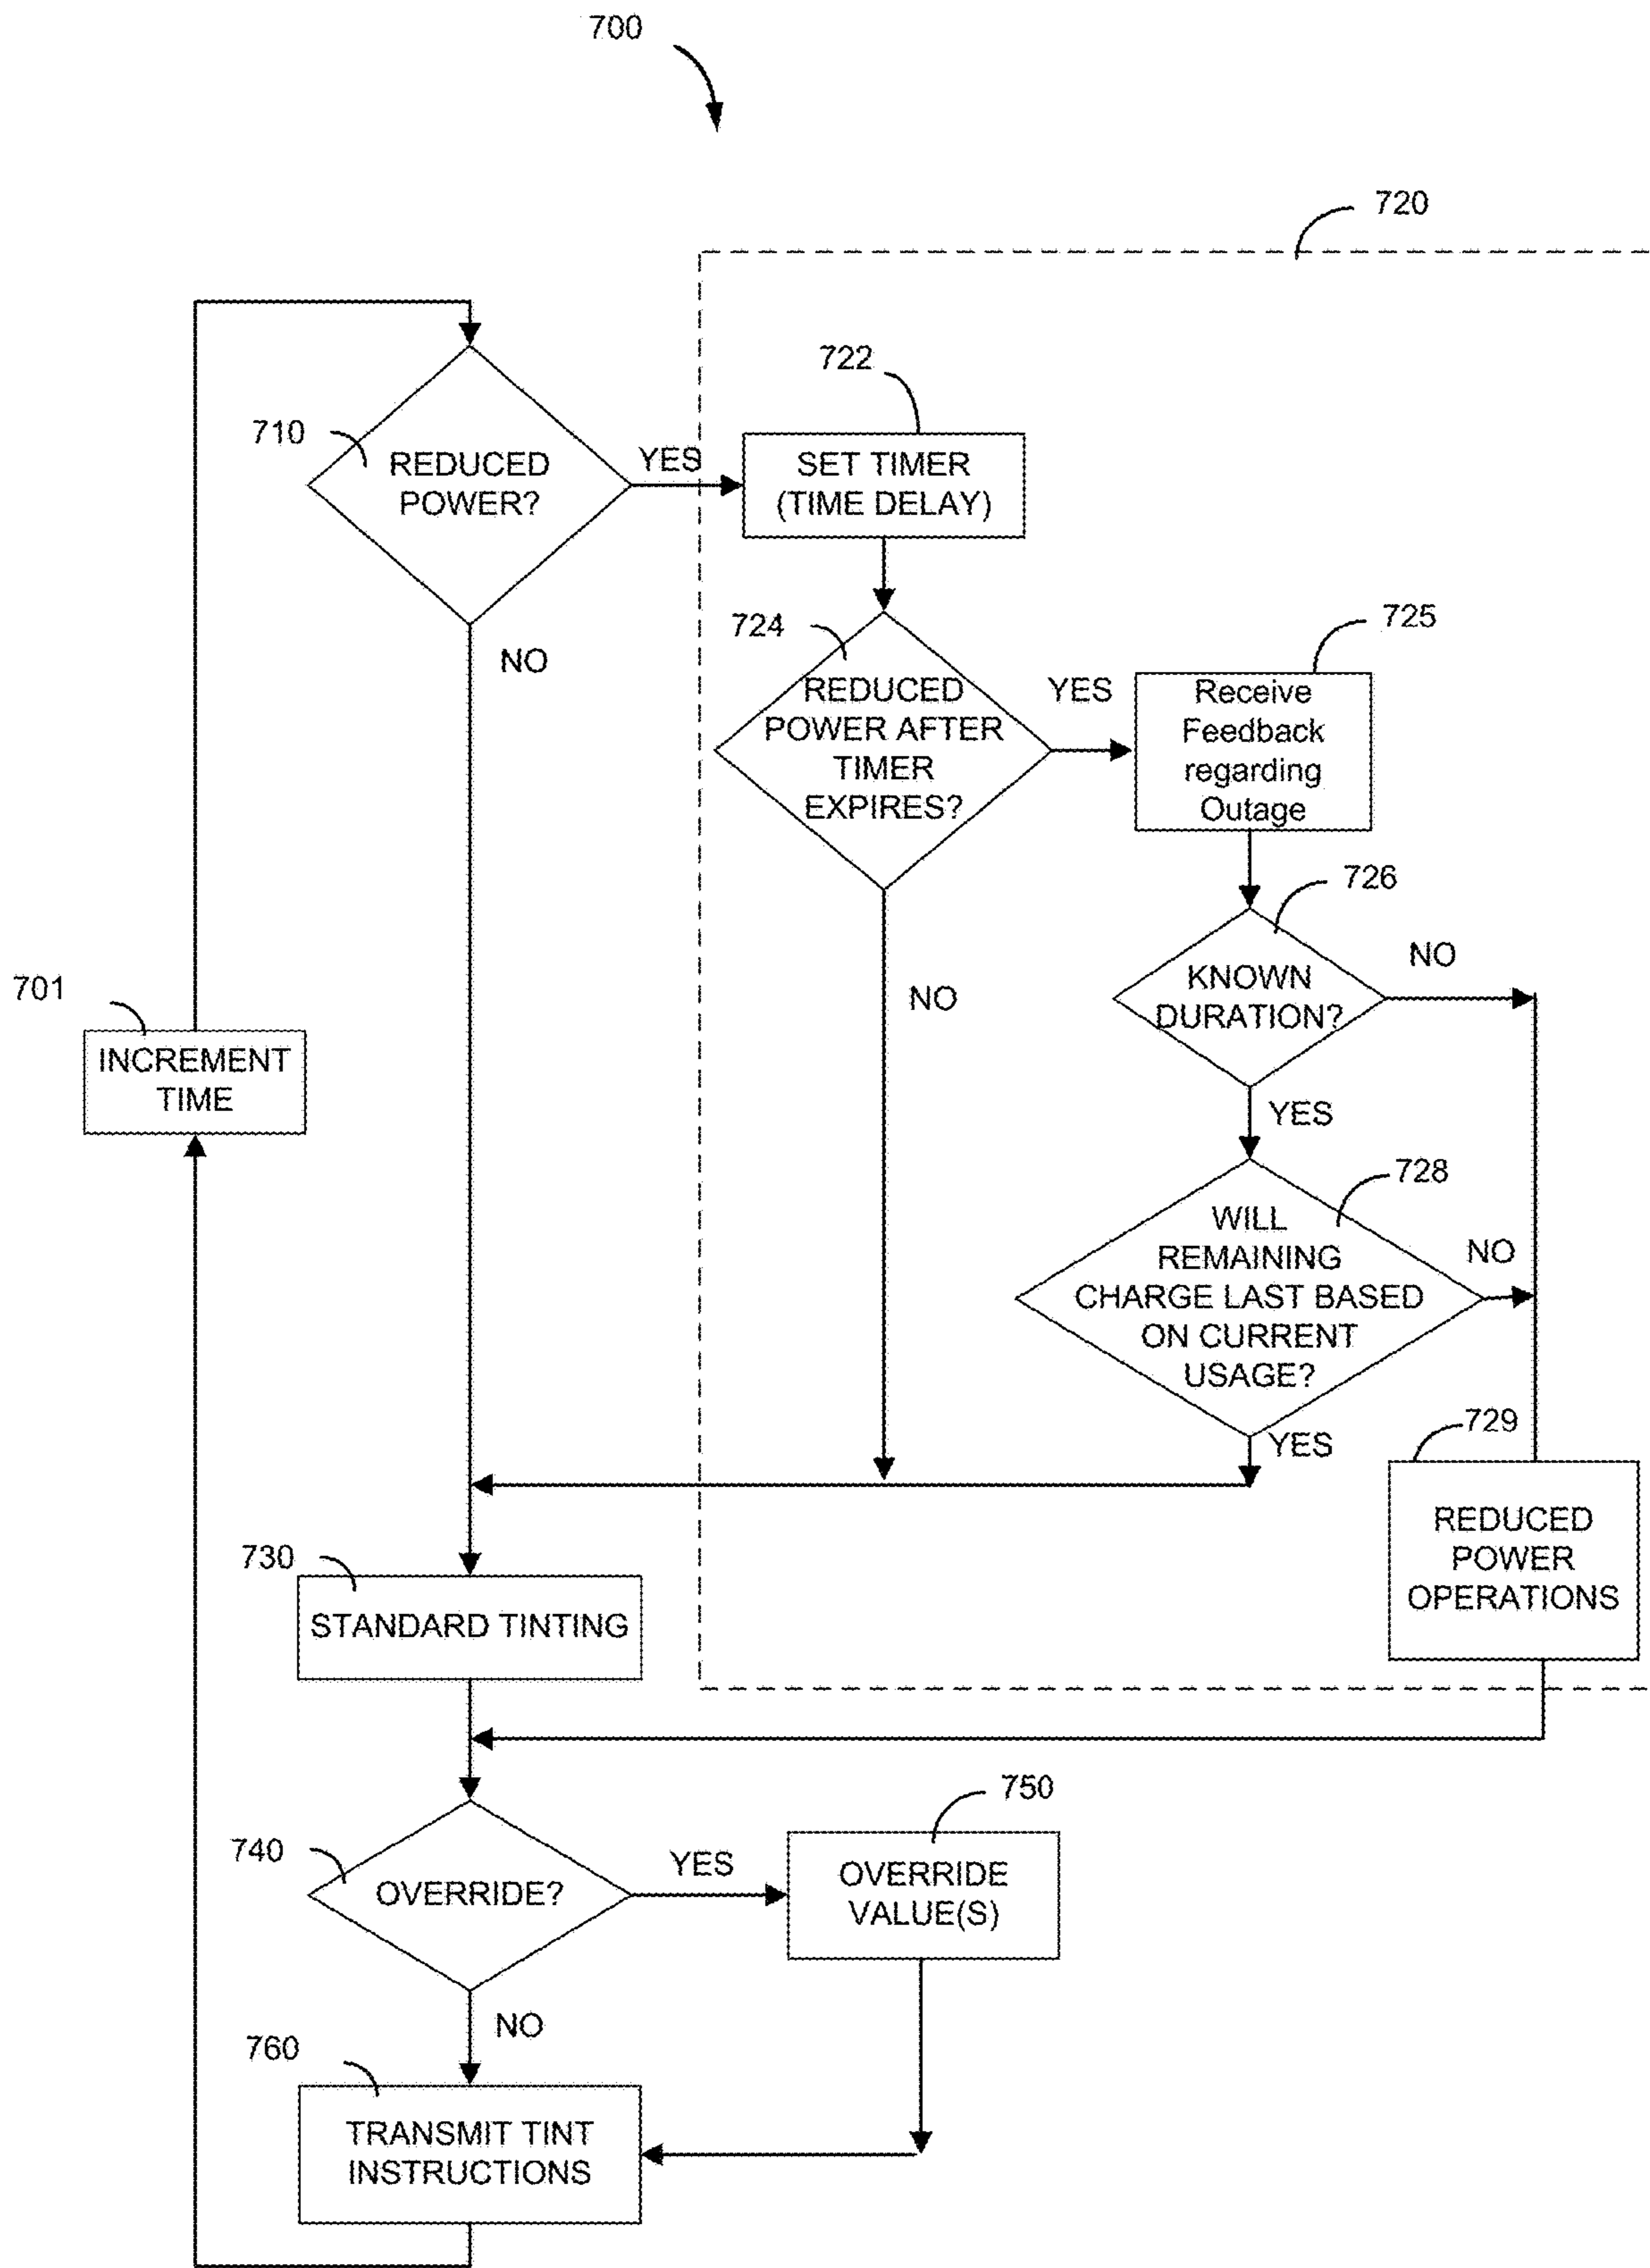 700
720
722
710
REDUCED
POWER?
YES
SET TIMER
(TIME DELAY)
NO
724
REDUCED
POWER AFTER
TIMER
EXPIRES?
YES
725
Receive
Feedback
regarding
Outage
726
KNOWN
DURATION?
NO
NO
701
INCREMENT
TIME
YES
728
WILL
REMAINING
CHARGE LAST BASED
ON CURRENT
USAGE?
NO
YES
729
REDUCED
POWER
OPERATIONS
730
STANDARD TINTING
740
OVERRIDE?
YES
750
OVERRIDE
VALUE(S)
NO
760
TRANSMIT TINT
INSTRUCTIONS